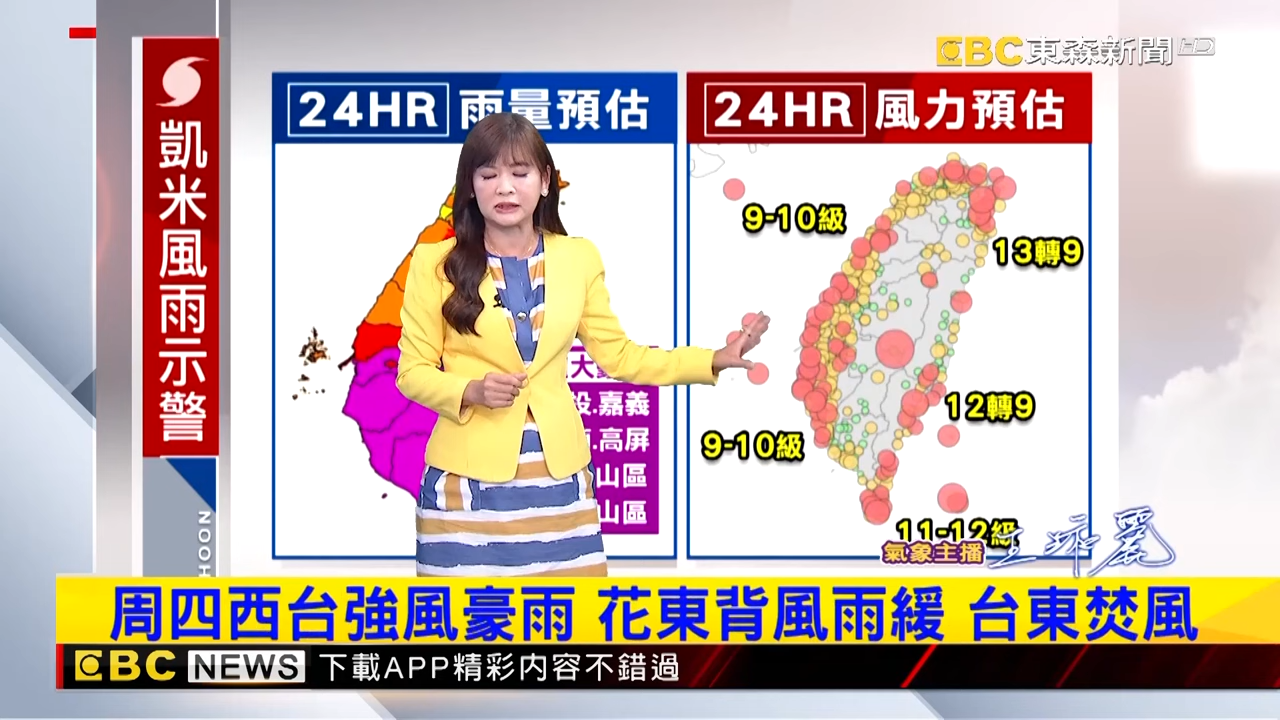 EBC東森新聞HD
凱米風雨示警
24HR 雨量預估
24HR 風力預估
9-10級
13轉9
12轉9
9-10級
11-12級
嘉義
高屏
山區
山區
氣象主播
周四西台強風豪雨 花東背風雨緩 台東焚風
EBC NEWS 下載APP精彩内容不錯過